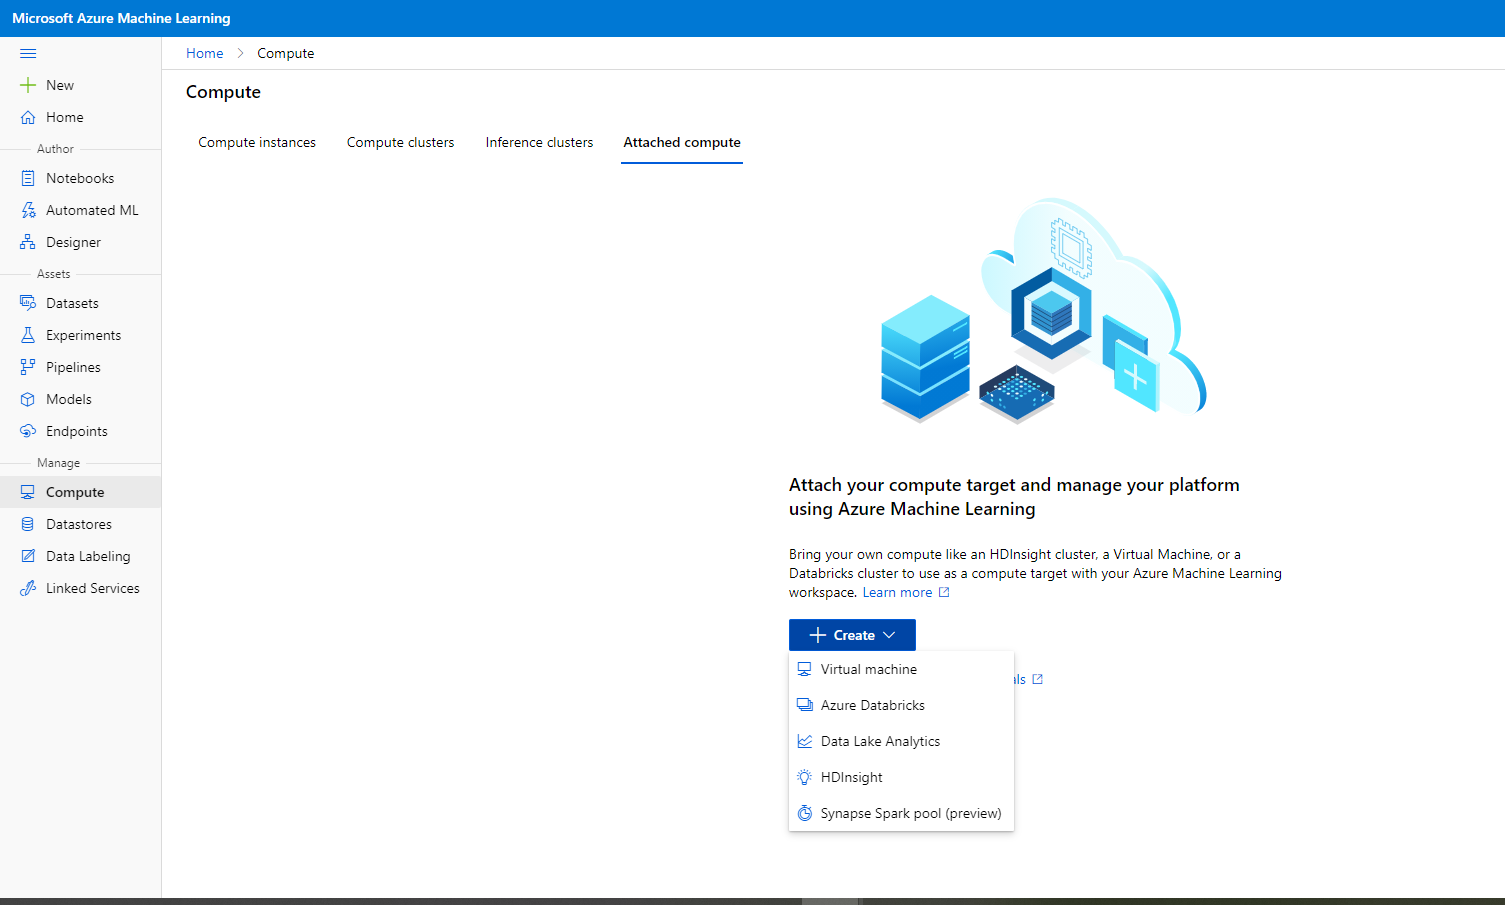 Microsoft Azure Machine Learning
Home > Compute
New
Home
Author
Notebooks
Automated ML
Designer
Assets
Datasets
Experiments
Pipelines
Models
Endpoints
Manage
Compute
Datastores
Data Labeling
Linked Services
Compute
Compute instances Compute clusters Inference clusters Attached compute
Attach your compute target and manage your platform
using Azure Machine Learning
Bring your own compute like an HDInsight cluster, a Virtual Machine, or a
Databricks cluster to use as a compute target with your Azure Machine Learning
workspace. Learn more
Create
Virtual machine
Azure Databricks
Data Lake Analytics
HDInsight
Synapse Spark pool (preview)